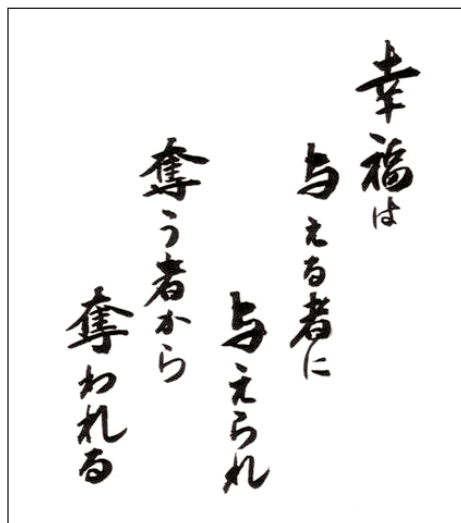 幸福は
与える者に
与えられ
奪う者から
奪われる